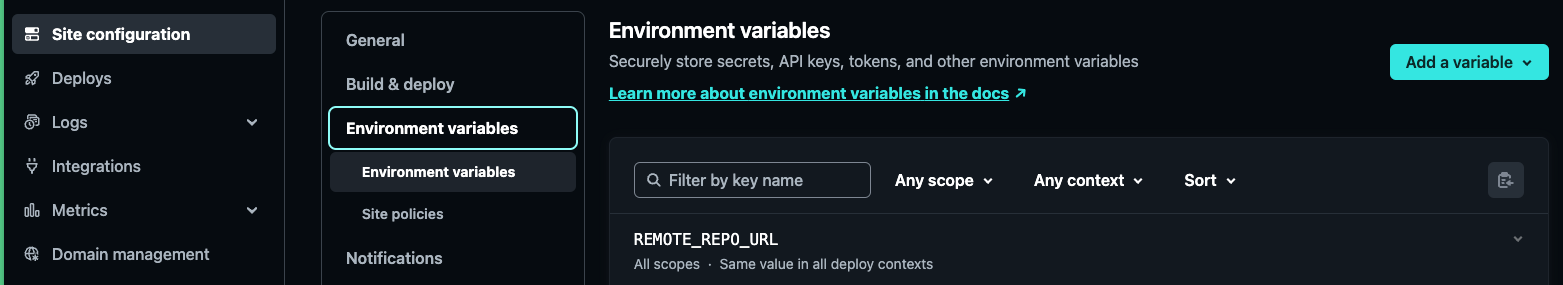 Site configuration
Deploys
Logs
Integrations
Metrics
Domain management
General
Build & deploy
Environment variables
Environment variables
Site policies
Notifications
Environment variables
Securely store secrets, API keys, tokens, and other environment variables
Learn more about environment variables in the docs
Add a variable
Filter by key name
Any scope
Any context
Sort
REMOTE_REPO_URL
All scopes · Same value in all deploy contexts